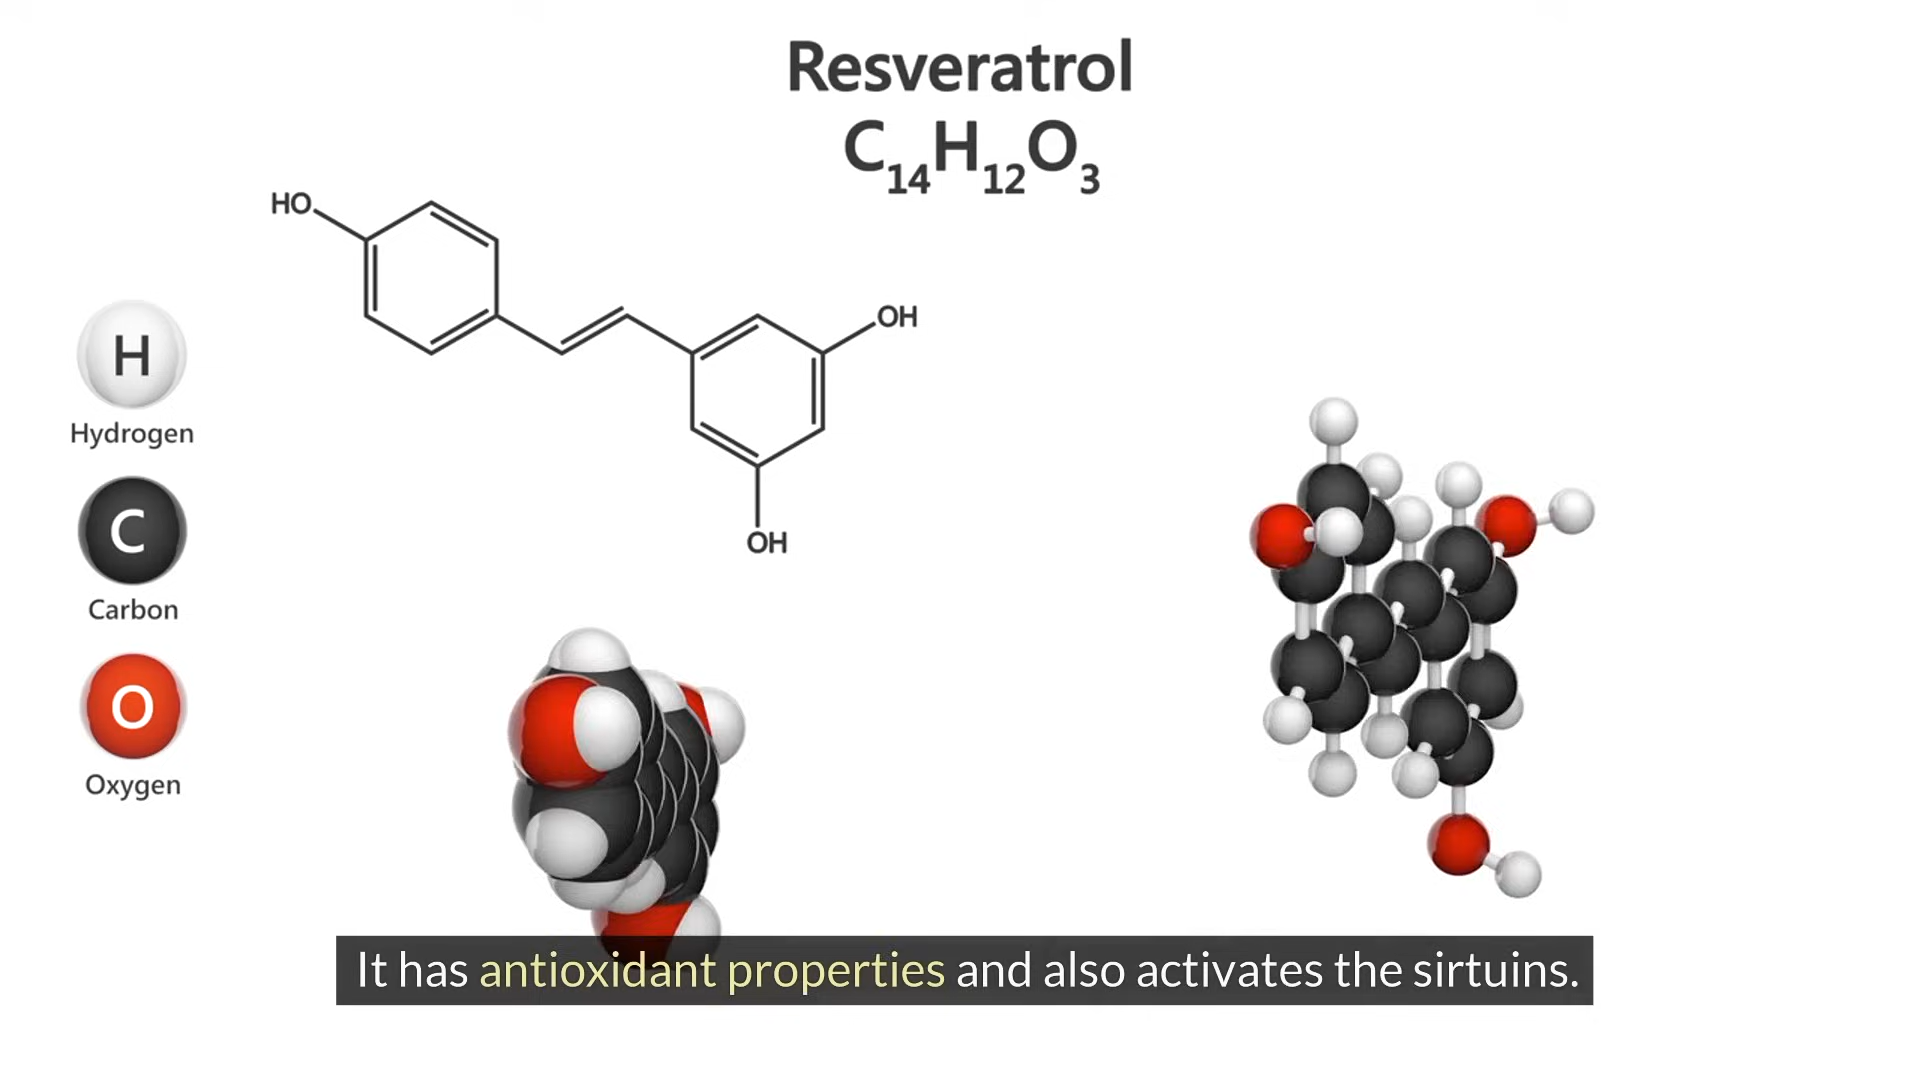 Resveratrol
C14H12O3
HO
OH
OH
H
Hydrogen
C
Carbon
O
Oxygen
It has antioxidant properties and also activates the sirtuins.